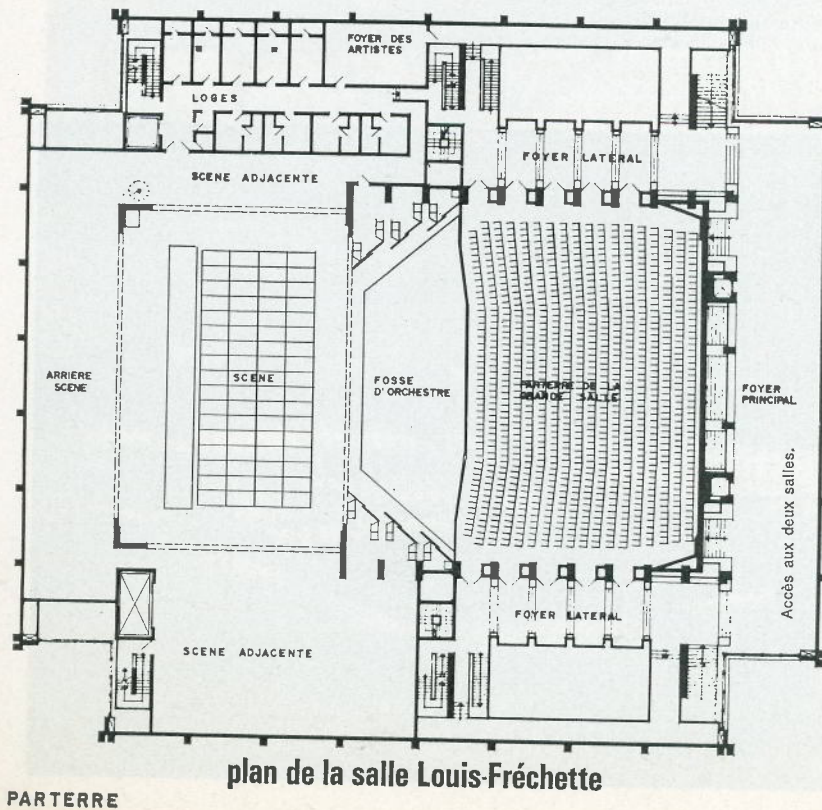 FOYER DES
ARTISTES
LOGES
FOYER LATERAL
SCENE ADJACENTE
ARRIÈRE
SCENE
SCENE
FOSSE
D'ORCHESTRE
PARTERRE DE LA
GRANDE SALLE
FOYER
PRINCIPAL
Accès aux deux salles.
FOYER LATERAL
SCENE ADJACENTE
plan de la salle Louis-Fréchette
PARTERRE